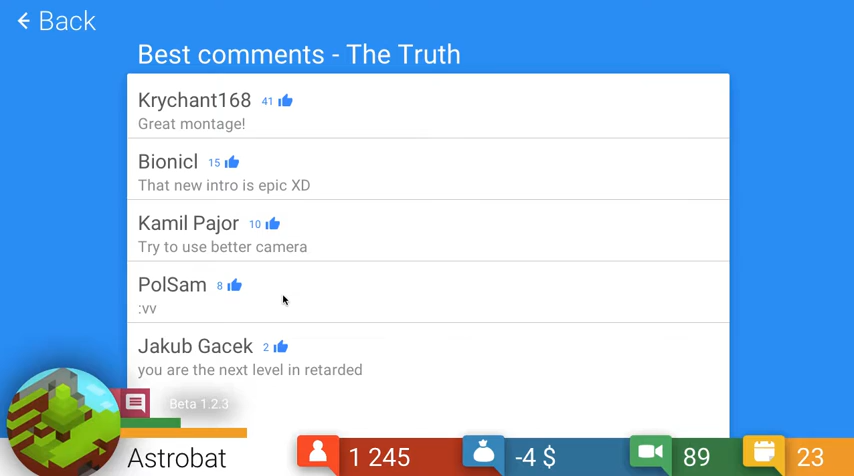 Back
Best comments - The Truth
Krychant168 41
Great montage!
Bionicl 15
That new intro is epic XD
Kamil Pajor 10
Try to use better camera
PolSam 8
:vv
Jakub Gacek 2
you are the next level in retarded
Beta 1.2.3
Astrobat 1 245 -4 $ 89 23